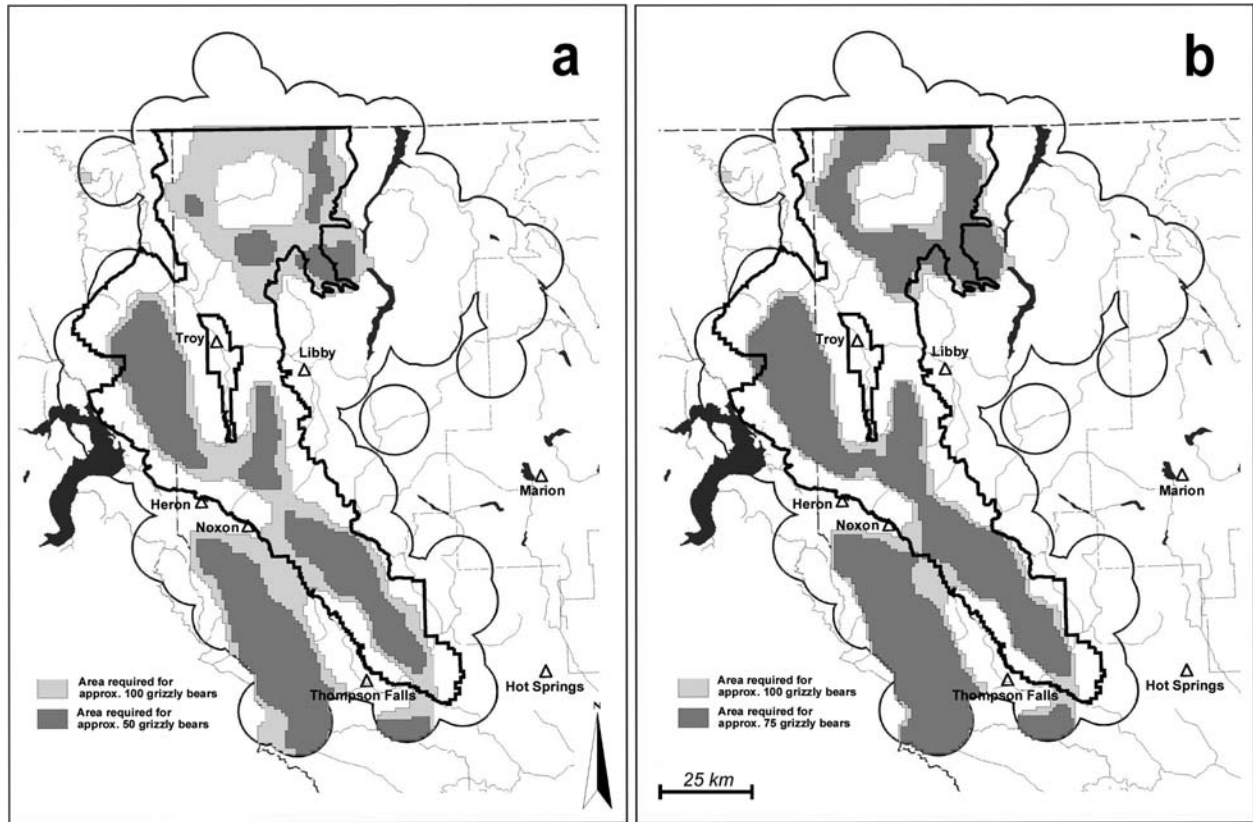 a
Troy
Libby
Marion
Heron
Noxon
Hot Springs
Thompson Falls
Area required for
approx. 100 grizzly bears
Area required for
approx. 50 grizzly bears
N
b
Troy
Libby
Marion
Heron
Noxon
Hot Springs
Thompson Falls
Area required for
approx. 100 grizzly bears
Area required for
approx. 75 grizzly bears
25 km